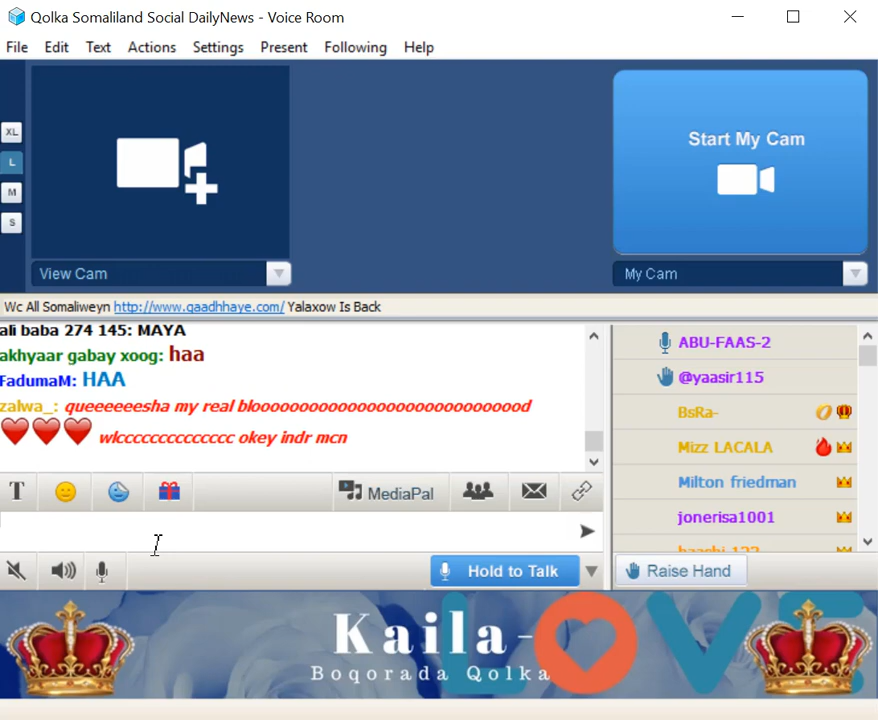 Qolka Somaliland Social DailyNews - Voice Room
File Edit Text Actions Settings Present Following Help
XL
L
M
S
Start My Cam
View Cam
My Cam
Wc All Somaliweyn http://www.qaadhhaye.com/ Yalaxow Is Back
ali baba 274 145: MAYA
akhyaar gabay xoog: haa
FadumaM: HAA
zalwa_: queeeeeesha my real blooooooooooooooooooooooooooood
wkcccccccccccccc okey indr mcn
ABU-FAAS-2
@yaasir115
BsRa-
Mizz LACALA
Milton friedman
jonerisa1001
T
MediaPal
Hold to Talk
Raise Hand
Kaila-
LOVE
Boqorada Qolka